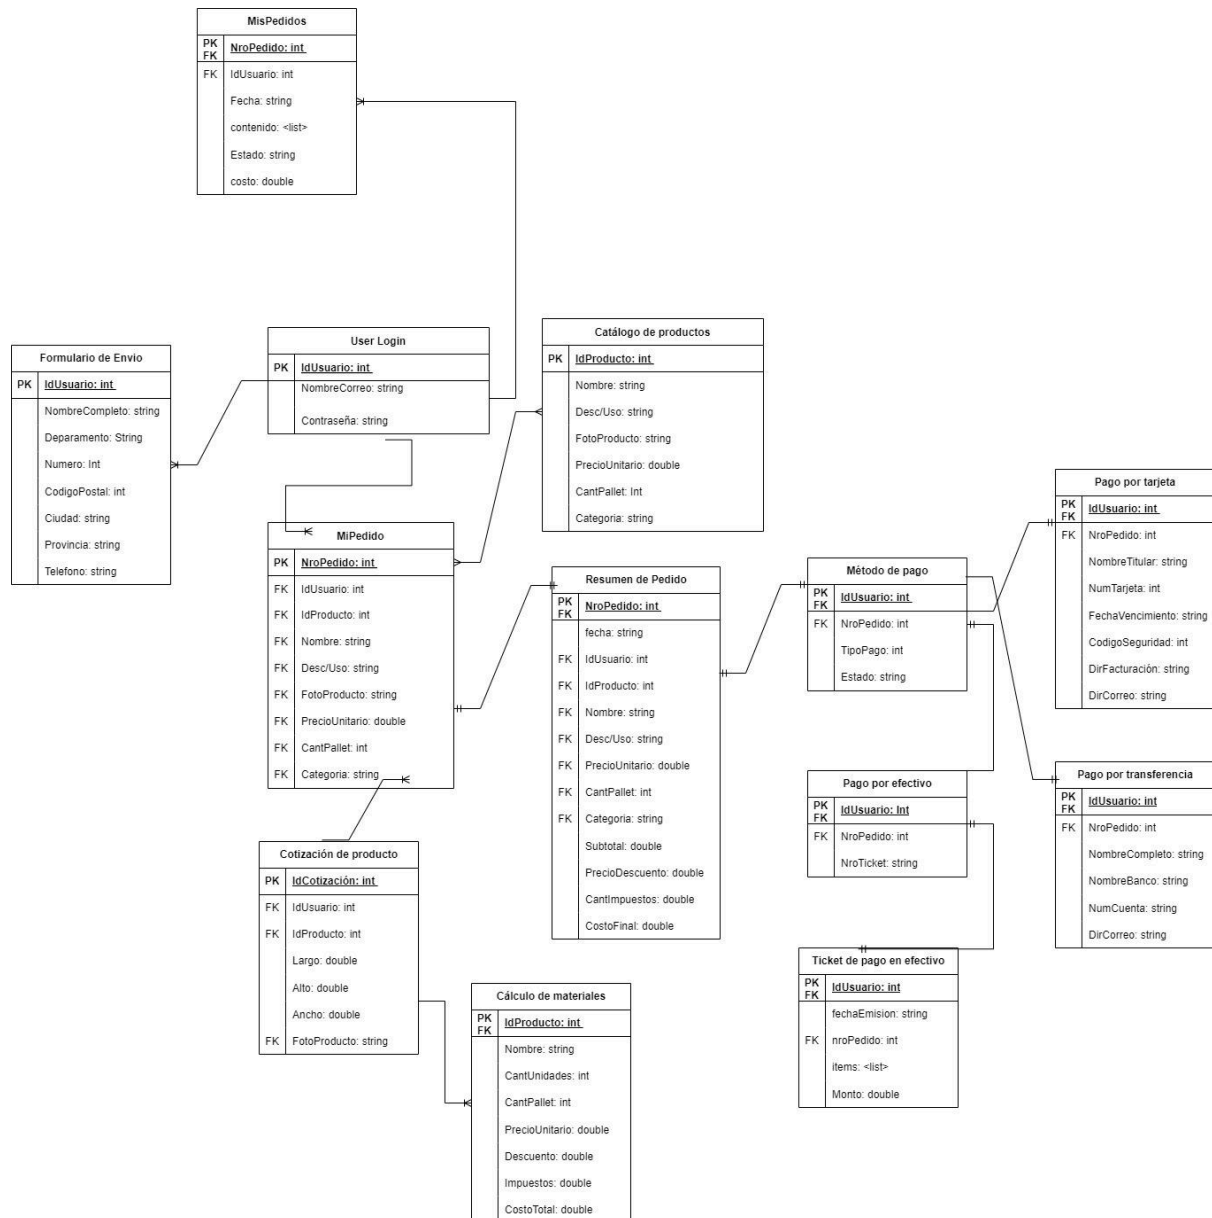 MisPedidos
PK
FK
NroPedido: int
FK
IdUsuario: int
Fecha: string
contenido: <list>
Estado: string
costo: double
Formulario de Envio
PK
IdUsuario: int
NombreCompleto: string
Deparamento: String
Numero: Int
CodigoPostal: int
Ciudad: string
Provincia: string
Telefono: string
User Login
PK
IdUsuario: int
NombreCorreo: string
Contraseña: string
Catálogo de productos
PK
IdProducto: int
Nombre: string
Desc/Uso: string
FotoProducto: string
PrecioUnitario: double
CantPallet: Int
Categoria: string
MiPedido
PK
NroPedido: int
FK
IdUsuario: int
FK
IdProducto: int
FK
Nombre: string
FK
Desc/Uso: string
FK
FotoProducto: string
FK
PrecioUnitario: double
FK
CantPallet: int
FK
Categoria: string
Resumen de Pedido
PK
FK
NroPedido: int
fecha: string
FK
IdUsuario: int
FK
IdProducto: int
FK
Nombre: string
FK
Desc/Uso: string
FK
PrecioUnitario: double
FK
CantPallet: int
FK
Categoria: string
Subtotal: double
PrecioDescuento: double
CantImpuestos: double
CostoFinal: double
Método de pago
PK
FK
IdUsuario: int
FK
NroPedido: int
TipoPago: int
Estado: string
Pago por tarjeta
PK
FK
IdUsuario: int
FK
NroPedido: int
NombreTitular: string
NumTarjeta: int
FechaVencimiento: string
CodigoSeguridad: int
DirFacturación: string
DirCorreo: string
Pago por efectivo
PK
FK
IdUsuario: Int
FK
NroPedido: int
NroTicket: string
Pago por transferencia
PK
FK
IdUsuario: int
FK
NroPedido: int
NombreCompleto: string
NombreBanco: string
NumCuenta: string
DirCorreo: string
Cotización de producto
PK
IdCotización: int
FK
IdUsuario: int
FK
IdProducto: int
Largo: double
Alto: double
Ancho: double
FK
FotoProducto: string
Ticket de pago en efectivo
PK
FK
IdUsuario: int
fechaEmision: string
FK
nroPedido: int
items: <list>
Monto: double
Cálculo de materiales
PK
FK
IdProducto: int
Nombre: string
CantUnidades: int
CantPallet: int
PrecioUnitario: double
Descuento: double
Impuestos: double
CostoTotal: double